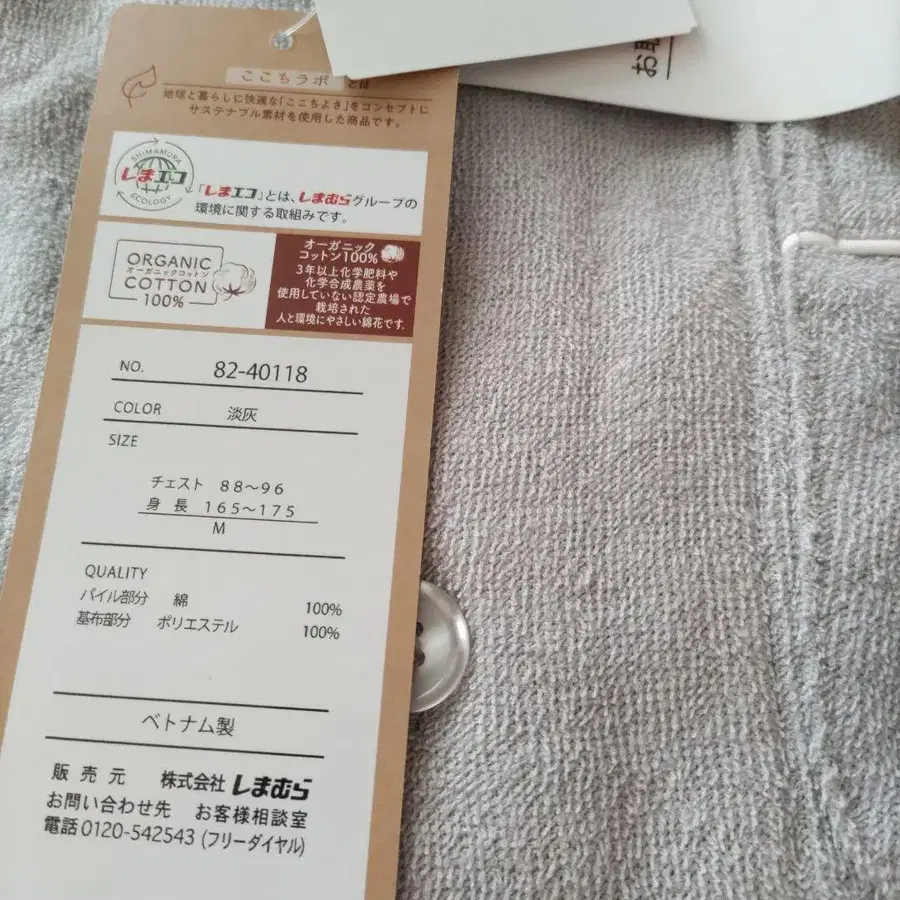 お取
ここちラボ とは
地球と暮らしに快適な「ここちよさ」をコンセプトに
サステナブル素材を使用した商品です。
SHIMAMURA
しまエコ
ECOLOGY
「しまエコ」とは、しまむらグループの
環境に関する取組みです。
ORGANIC
オーガニックコットン
COTTON
100%
オーガニック
コットン100%
3年以上化学肥料や
化学合成農薬を
使用していない認定農場で
栽培された
人と環境にやさしい綿花です。
NO. 82-40118
COLOR 淡灰
SIZE
チェスト 88～96
身長 165～175
M
QUALITY
パイル部分 綿 100%
基布部分 ポリエステル 100%
ベトナム製
販売元 株式会社 しまむら
お問い合わせ先 お客様相談室
電話0120-542543 (フリーダイヤル)